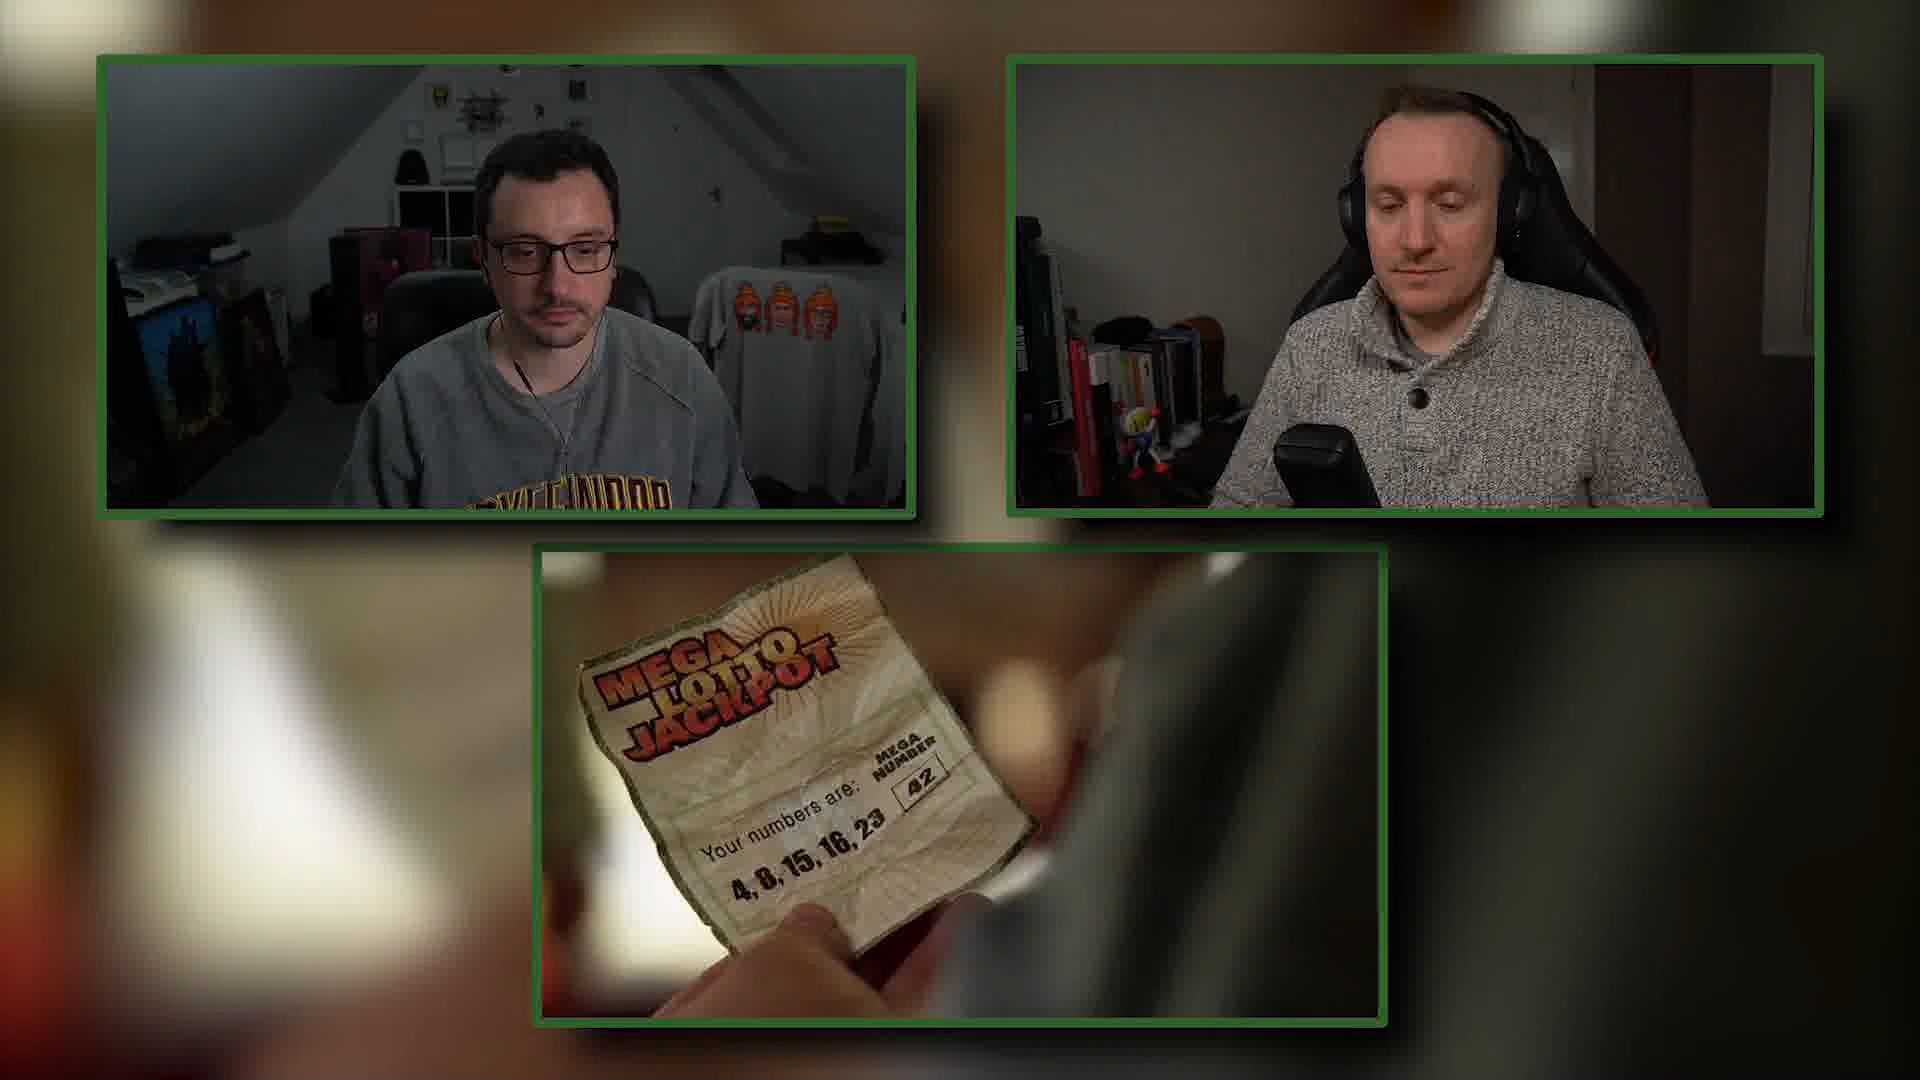 MEGA
LOTTO
JACKPOT
MEGA
NUMBER
Your numbers are: 42
4, 8, 15, 16, 23